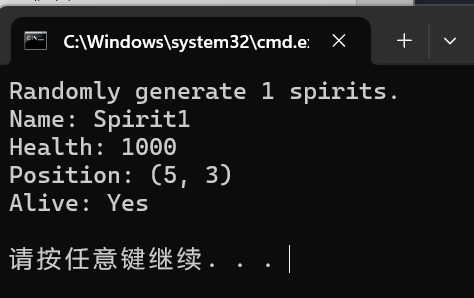 C:\Windows\system32\cmd.e
Randomly generate 1 spirits.
Name: Spirit1
Health: 1000
Position: (5, 3)
Alive: Yes
请按任意键继续. . .